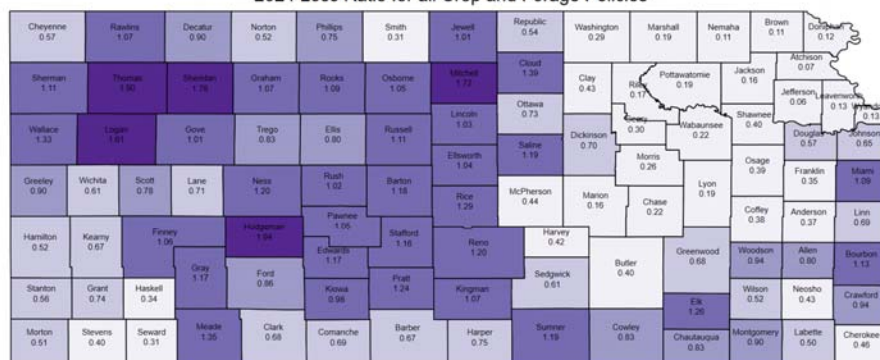 2024 Loss Ratio for all Crop and Forage Policies
Cheyenne 0.57
Rawlins 1.07
Decatur 0.90
Norton 0.52
Phillips 0.75
Smith 0.31
Jewell 1.01
Republic 0.54
Washington 0.29
Marshall 0.19
Nemaha 0.11
Brown 0.11
Doniphan 0.12
Sherman 1.11
Thomas 1.90
Sheridan 1.78
Graham 1.07
Rooks 1.09
Osborne 1.05
Mitchell 1.72
Cloud 1.39
Clay 0.43
Riley 0.17
Pottawatomie 0.19
Jackson 0.16
Atchison 0.07
Jefferson 0.06
Leavenworth 0.13
0.13
Wallace 1.33
Logan 1.81
Gove 1.01
Trego 0.83
Ellis 0.80
Russell 1.11
Lincoln 1.03
Ottawa 0.73
Saline 1.19
Dickinson 0.70
Geary 0.30
Wabaunsee 0.22
Shawnee 0.40
Douglas 0.57
Johnson 0.65
Greeley 0.90
Wichita 0.61
Scott 0.78
Lane 0.71
Ness 1.20
Rush 1.02
Barton 1.18
Ellsworth 1.04
Rice 1.29
McPherson 0.44
Marion 0.16
Morris 0.26
Chase 0.22
Lyon 0.19
Osage 0.39
Franklin 0.35
Miami 1.09
Hamilton 0.52
Kearny 0.67
Finney 1.06
Hodgeman 1.84
Pawnee 1.05
Stafford 1.16
Reno 1.20
Harvey 0.42
Butler 0.40
Greenwood 0.68
Coffey 0.38
Anderson 0.37
Linn 0.69
Edwards 1.17
Gray 1.17
Ford 0.86
Kiowa 0.98
Pratt 1.24
Kingman 1.07
Sedgwick 0.61
Woodson 0.94
Allen 0.80
Bourbon 1.13
Stanton 0.56
Grant 0.74
Haskell 0.34
Elk 1.26
Wilson 0.52
Neosho 0.43
Crawford 0.94
Morton 0.51
Stevens 0.40
Seward 0.31
Meade 1.35
Clark 0.68
Comanche 0.69
Barber 0.67
Harper 0.75
Sumner 1.19
Cowley 0.83
Chautauqua 0.83
Montgomery 0.90
Labette 0.50
Cherokee 0.46